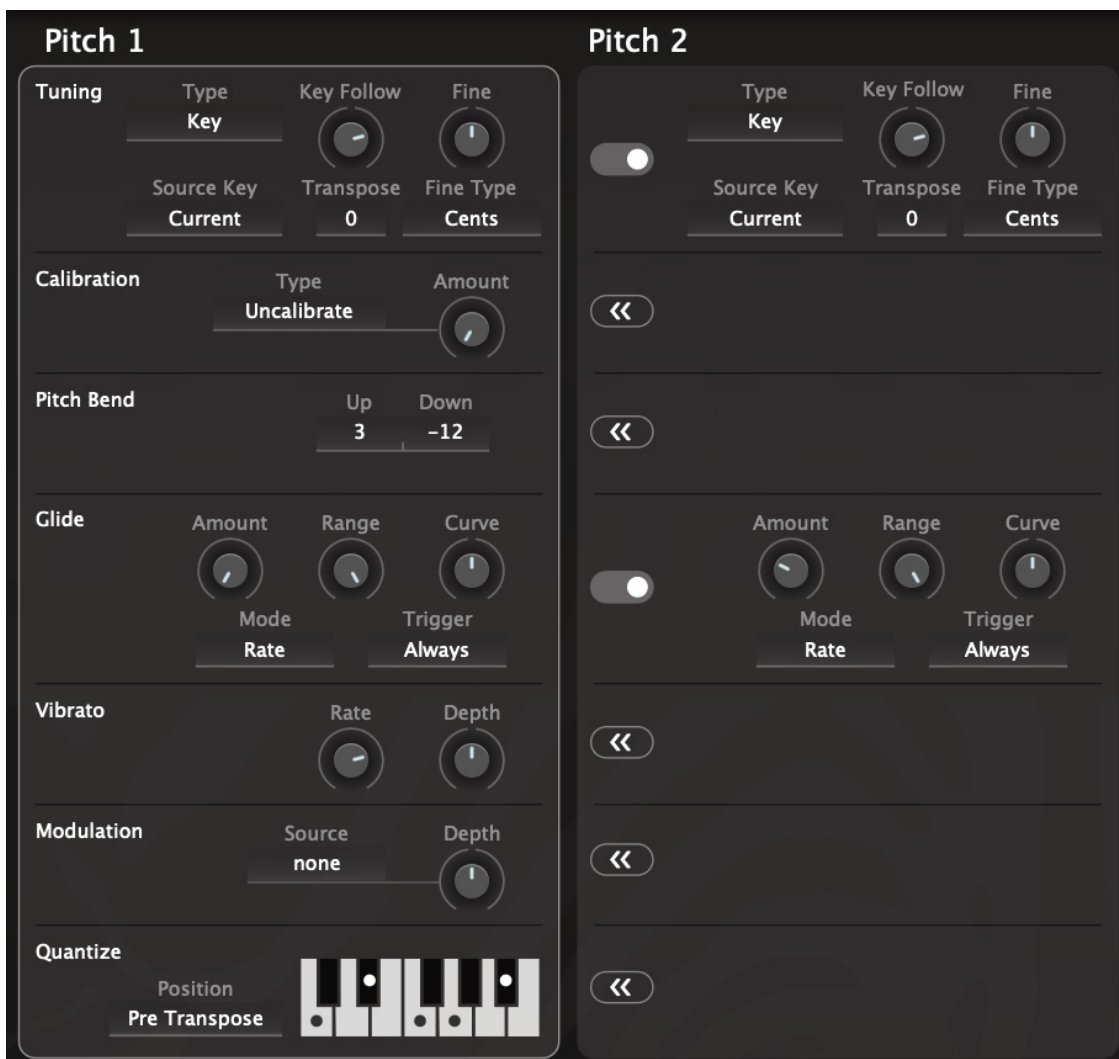 Pitch 1
Pitch 2
Tuning
Type
Key Follow
Fine
Key
Source Key
Transpose
Fine Type
Current
0
Cents
Type
Key Follow
Fine
Key
Source Key
Transpose
Fine Type
Current
0
Cents
Calibration
Type
Amount
Uncalibrate
Pitch Bend
Up
Down
3
-12
Glide
Amount
Range
Curve
Mode
Trigger
Rate
Always
Amount
Range
Curve
Mode
Trigger
Rate
Always
Vibrato
Rate
Depth
Modulation
Source
Depth
none
Quantize
Position
Pre Transpose